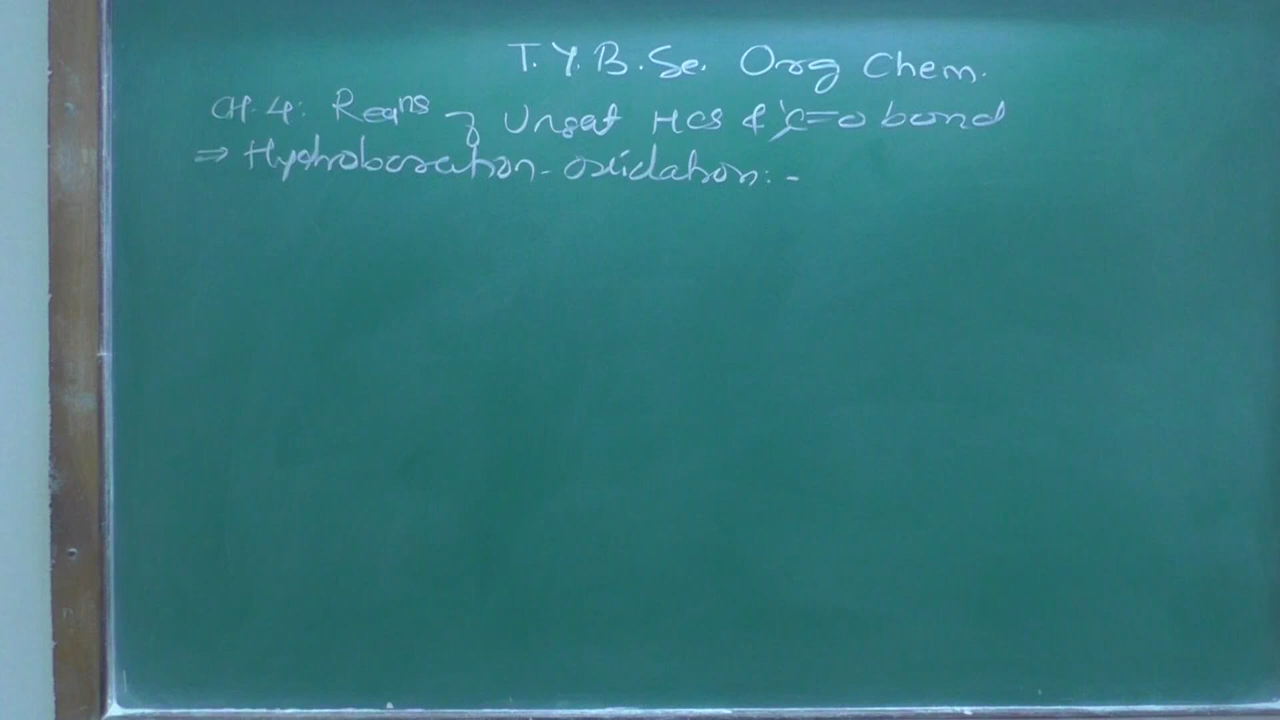 T.Y.B.Sc. Org Chem.
CH. 4: Reaⁿs of Unsat HCs & >C=O bond
⇒ Hydroboration-oxidation:-